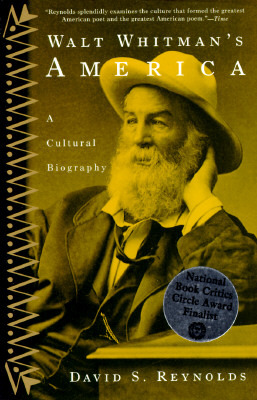 "Reynolds splendidly examines the culture that formed the greatest
American poet and the greatest American poem."—Time
WALT WHITMAN'S
AMERICA
A
Cultural
Biography
National
Book Critics
Circle Award
Finalist
DAVID S. REYNOLDS